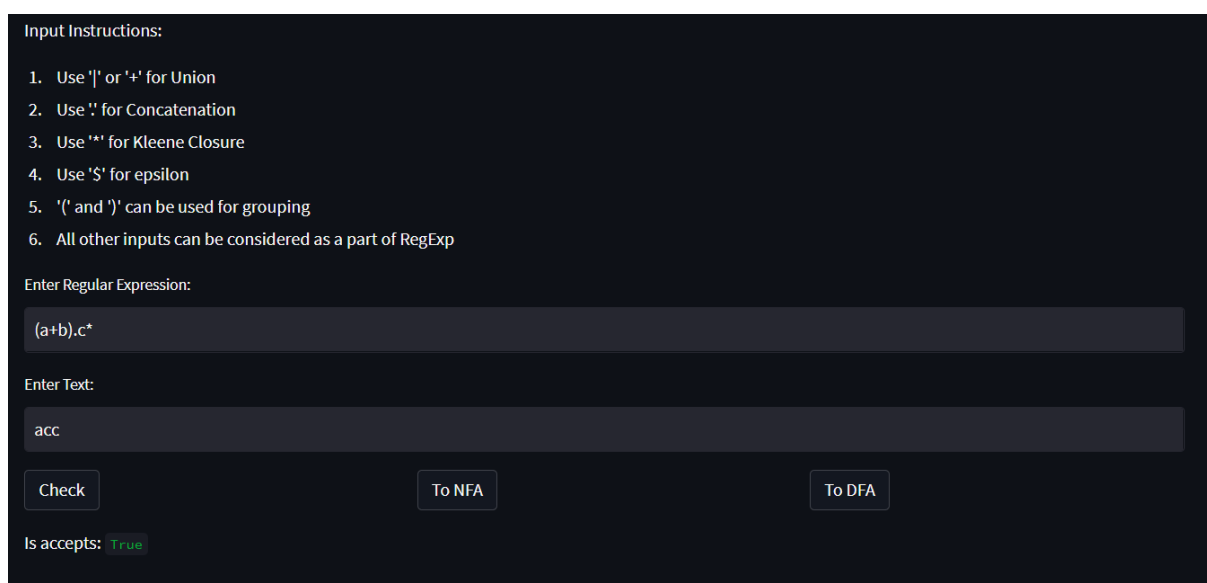 Input Instructions:
1. Use '|' or '+' for Union
2. Use '.' for Concatenation
3. Use '*' for Kleene Closure
4. Use '$' for epsilon
5. '(' and ')' can be used for grouping
6. All other inputs can be considered as a part of RegExp
Enter Regular Expression:
(a+b).c*
Enter Text:
acc
Check To NFA To DFA
Is accepts: True